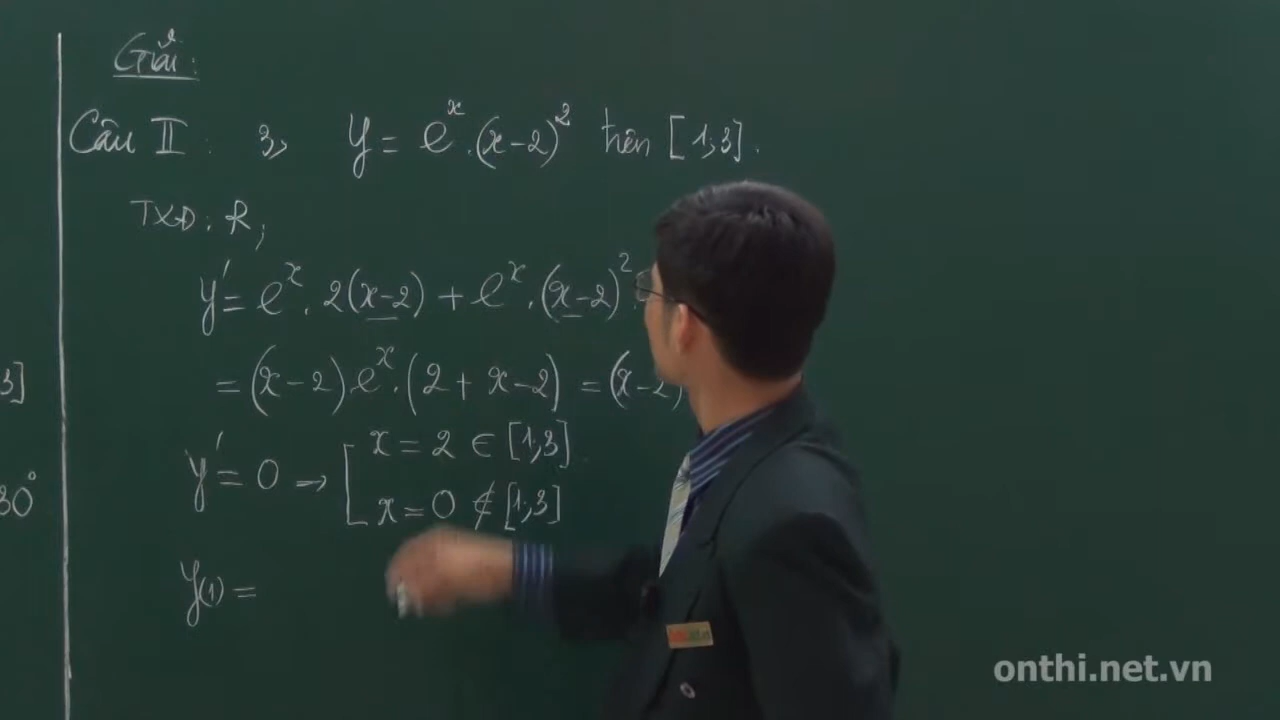 Giải:
Câu II: 3, y = e^x.(x-2)^2 trên [1;3].
TXĐ: R;
y' = e^x . 2(x-2) + e^x . (x-2)^2
= (x-2).e^x.(2 + x-2) = (x-2)
y' = 0 → [ x = 2 ∈ [1;3]
x = 0 ∉ [1;3]
y(1) =
3]
30°
onthi.net.vn